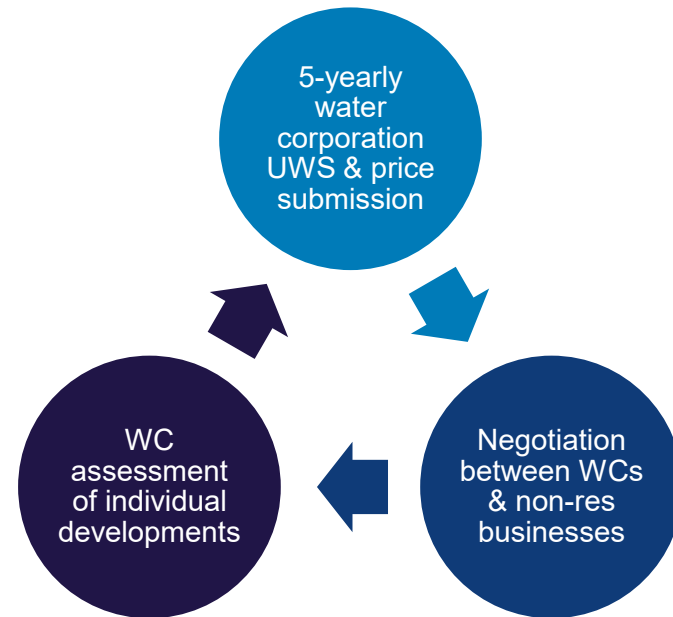 5-yearly
water
corporation
UWS & price
submission
WC
assessment
of individual
developments
Negotiation
between WCs
& non-res
businesses